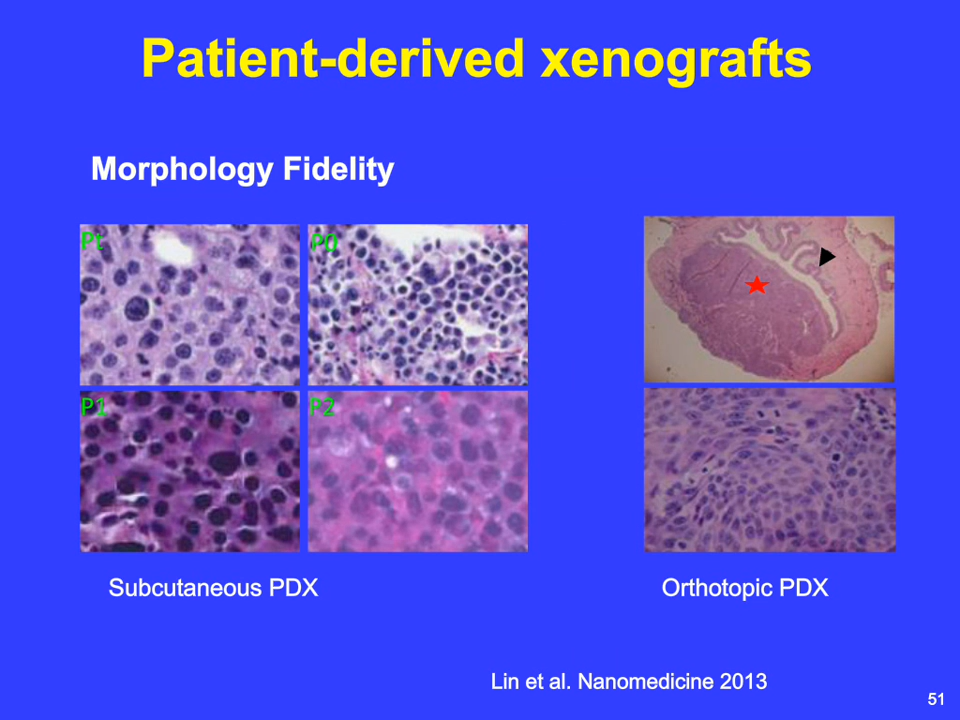 Patient-derived xenografts
Morphology Fidelity
Pt
P0
P1
P2
Subcutaneous PDX
Orthotopic PDX
Lin et al. Nanomedicine 2013
51